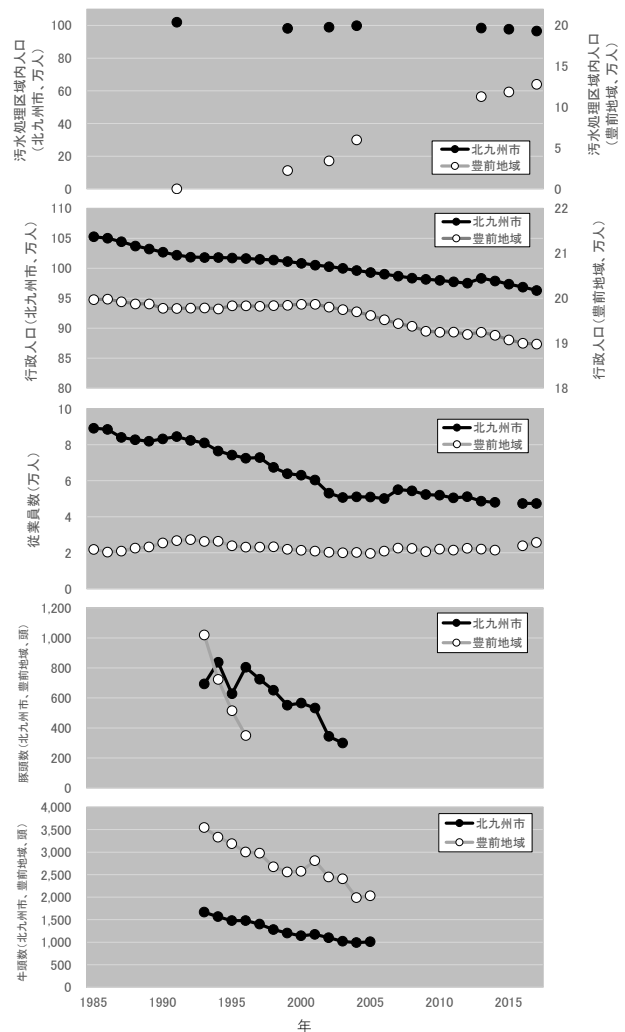 汚水処理区域内人口
(北九州市、万人)
100
80
60
40
20
0
20
15
10
5
0
汚水処理区域内人口
(豊前地域、万人)
北九州市
豊前地域
行政人口(北九州市、万人)
110
105
100
95
90
85
80
22
21
20
19
18
行政人口(豊前地域、万人)
北九州市
豊前地域
従業員数(万人)
10
8
6
4
2
0
北九州市
豊前地域
豚頭数(北九州市、豊前地域、頭)
1,200
1,000
800
600
400
200
0
北九州市
豊前地域
牛頭数(北九州市、豊前地域、頭)
4,000
3,500
3,000
2,500
2,000
1,500
1,000
500
0
北九州市
豊前地域
1985 1990 1995 2000 2005 2010 2015
年